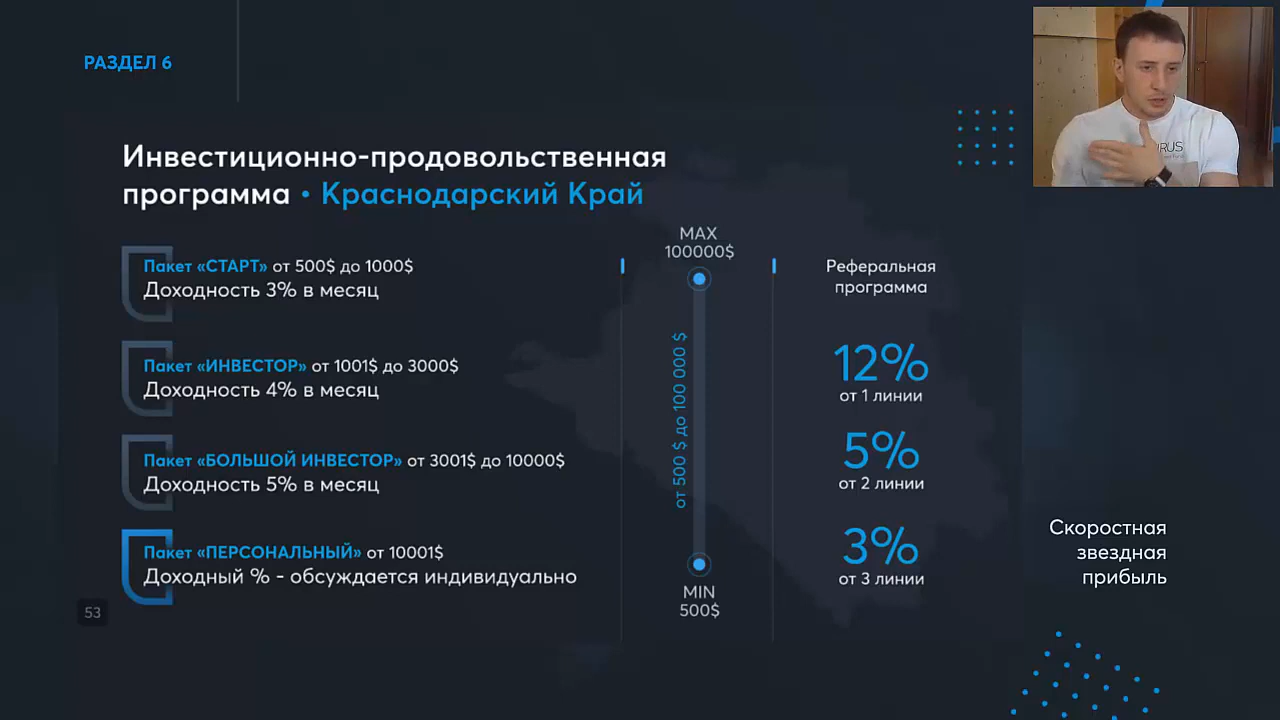 РАЗДЕЛ 6
Инвестиционно-продовольственная
программа • Краснодарский Край
Пакет «СТАРТ» от 500$ до 1000$
Доходность 3% в месяц
Пакет «ИНВЕСТОР» от 1001$ до 3000$
Доходность 4% в месяц
Пакет «БОЛЬШОЙ ИНВЕСТОР» от 3001$ до 10000$
Доходность 5% в месяц
Пакет «ПЕРСОНАЛЬНЫЙ» от 10001$
Доходный % - обсуждается индивидуально
53
MAX
100000$
от 500 $ до 100 000 $
MIN
500$
Реферальная
программа
12%
от 1 линии
5%
от 2 линии
3%
от 3 линии
Скоростная
звездная
прибыль